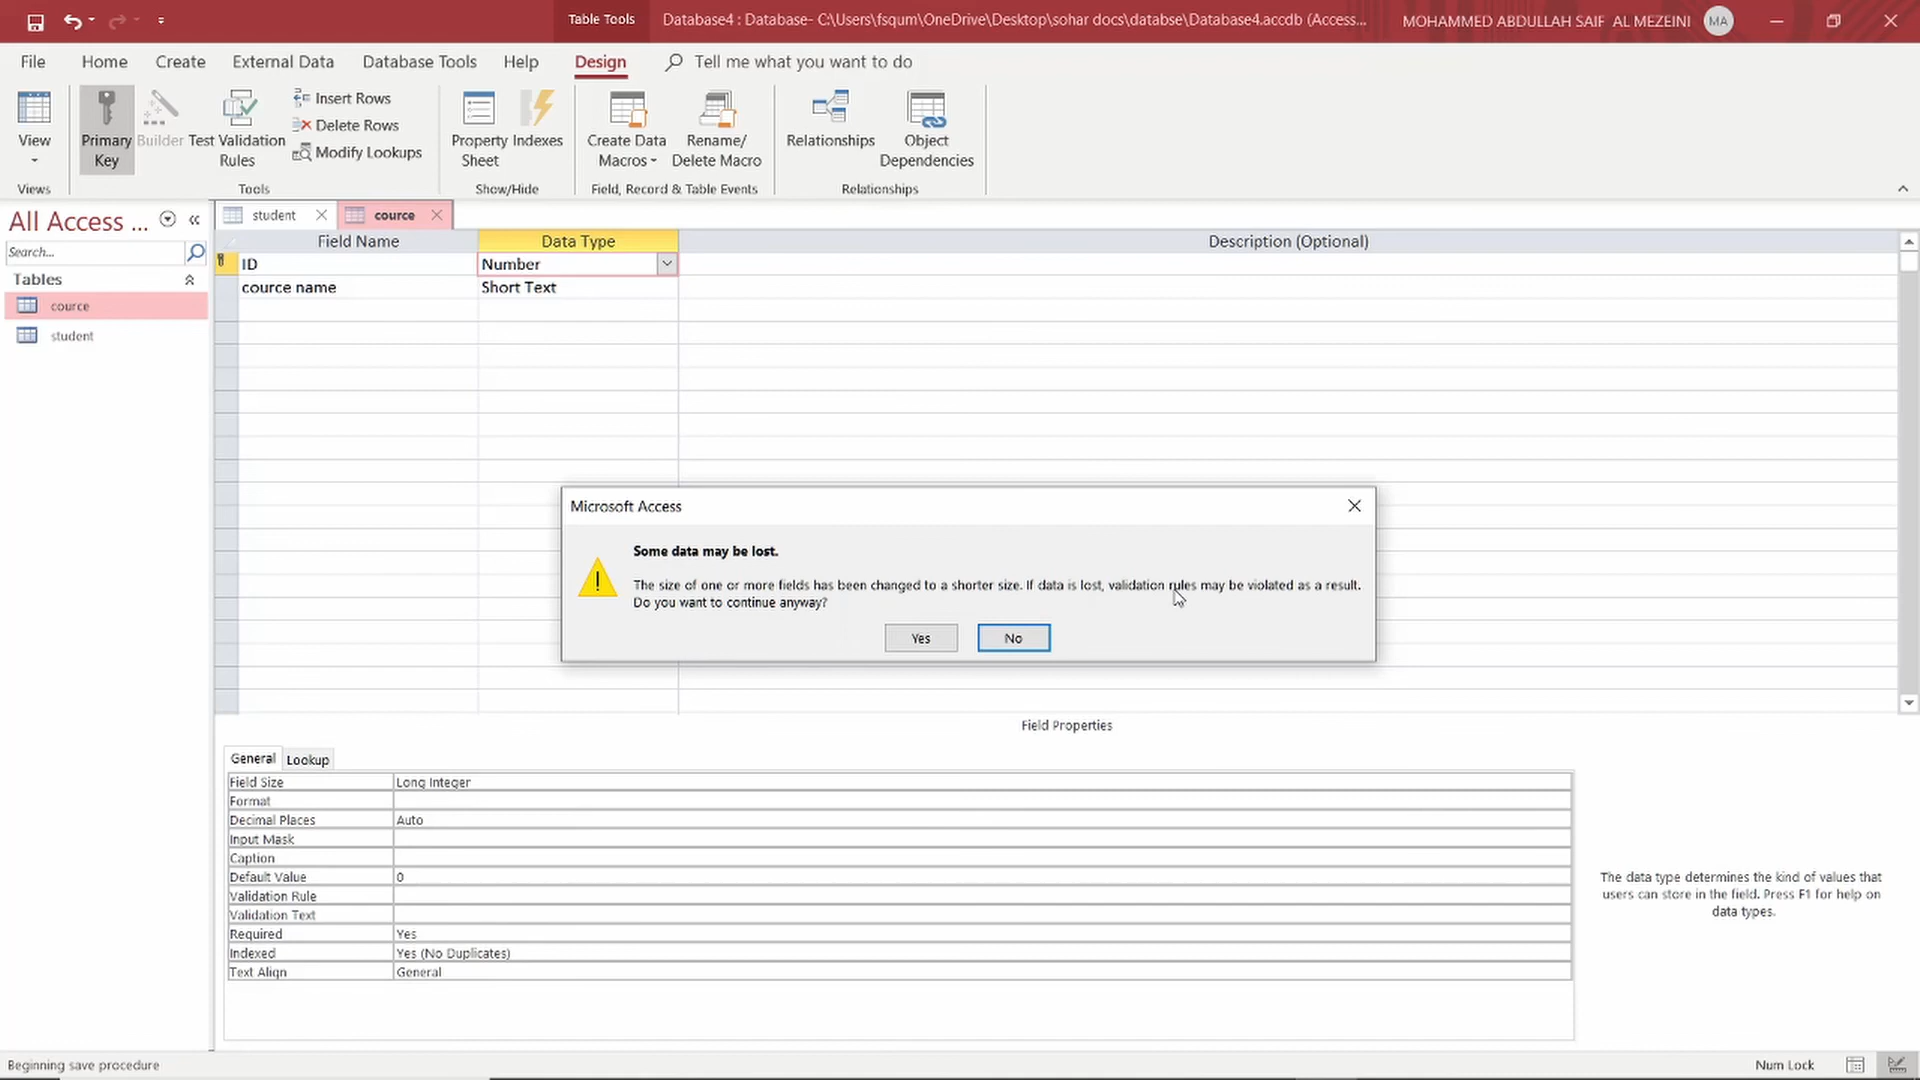 Table Tools
Database4 : Database- C:\Users\fsqum\OneDrive\Desktop\sohar docs\databse\Database4.accdb (Access...
MOHAMMED ABDULLAH SAIF AL MEZEINI
MA
File
Home
Create
External Data
Database Tools
Help
Design
Tell me what you want to do
View
Primary Key
Builder
Test Validation Rules
Insert Rows
Delete Rows
Modify Lookups
Property Sheet
Indexes
Create Data Macros
Rename/ Delete Macro
Relationships
Object Dependencies
Views
Tools
Show/Hide
Field, Record & Table Events
Relationships
All Access ...
Search...
Tables
cource
student
student
cource
Field Name
Data Type
Description (Optional)
ID
Number
cource name
Short Text
Microsoft Access
Some data may be lost.
The size of one or more fields has been changed to a shorter size. If data is lost, validation rules may be violated as a result.
Do you want to continue anyway?
Yes
No
Field Properties
General
Lookup
Field Size
Long Integer
Format
Decimal Places
Auto
Input Mask
Caption
Default Value
0
Validation Rule
Validation Text
Required
Yes
Indexed
Yes (No Duplicates)
Text Align
General
The data type determines the kind of values that
users can store in the field. Press F1 for help on
data types.
Beginning save procedure
Num Lock